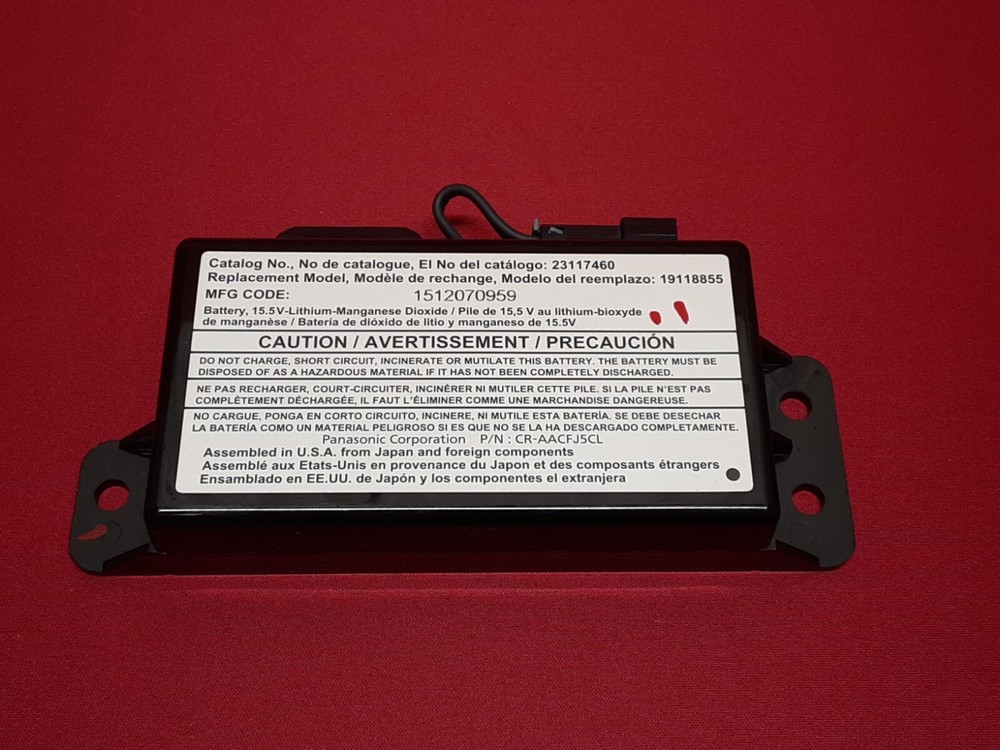 Catalog No., No de catalogue, El No del catálogo: 23117460
Replacement Model, Modèle de rechange, Modelo del reemplazo: 19118855
MFG CODE: 1512070959
Battery, 15.5V-Lithium-Manganese Dioxide / Pile de 15,5 V au lithium-bioxyde
de manganèse / Batería de dióxido de litio y manganeso de 15.5V
CAUTION / AVERTISSEMENT / PRECAUCIÓN
DO NOT CHARGE, SHORT CIRCUIT, INCINERATE OR MUTILATE THIS BATTERY. THE BATTERY MUST BE
DISPOSED OF AS A HAZARDOUS MATERIAL IF IT HAS NOT BEEN COMPLETELY DISCHARGED.
NE PAS RECHARGER, COURT-CIRCUITER, INCINÉRER NI MUTILER CETTE PILE. SI LA PILE N'EST PAS
COMPLÈTEMENT DÉCHARGÉE, IL FAUT L'ÉLIMINER COMME UNE MARCHANDISE DANGEREUSE.
NO CARGUE, PONGA EN CORTO CIRCUITO, INCINERE, NI MUTILE ESTA BATERÍA. SE DEBE DESECHAR
LA BATERÍA COMO UN MATERIAL PELIGROSO SI ES QUE NO SE LA HA DESCARGADO COMPLETAMENTE.
Panasonic Corporation P/N : CR-AACFJ5CL
Assembled in U.S.A. from Japan and foreign components
Assemblé aux Etats-Unis en provenance du Japon et des composants étrangers
Ensamblado en EE.UU. de Japón y los componentes el extranjera